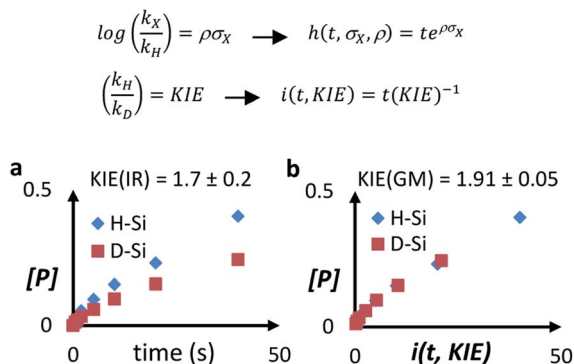 log (k_X / k_H) = ρσ_X → h(t, σ_X, ρ) = te^{ρσ_X}
(k_H / k_D) = KIE → i(t, KIE) = t(KIE)^{-1}
a
KIE(IR) = 1.7 ± 0.2
0.5
H-Si
D-Si
[P]
0
0
50
time (s)
b
KIE(GM) = 1.91 ± 0.05
0.5
H-Si
D-Si
[P]
0
0
50
i(t, KIE)